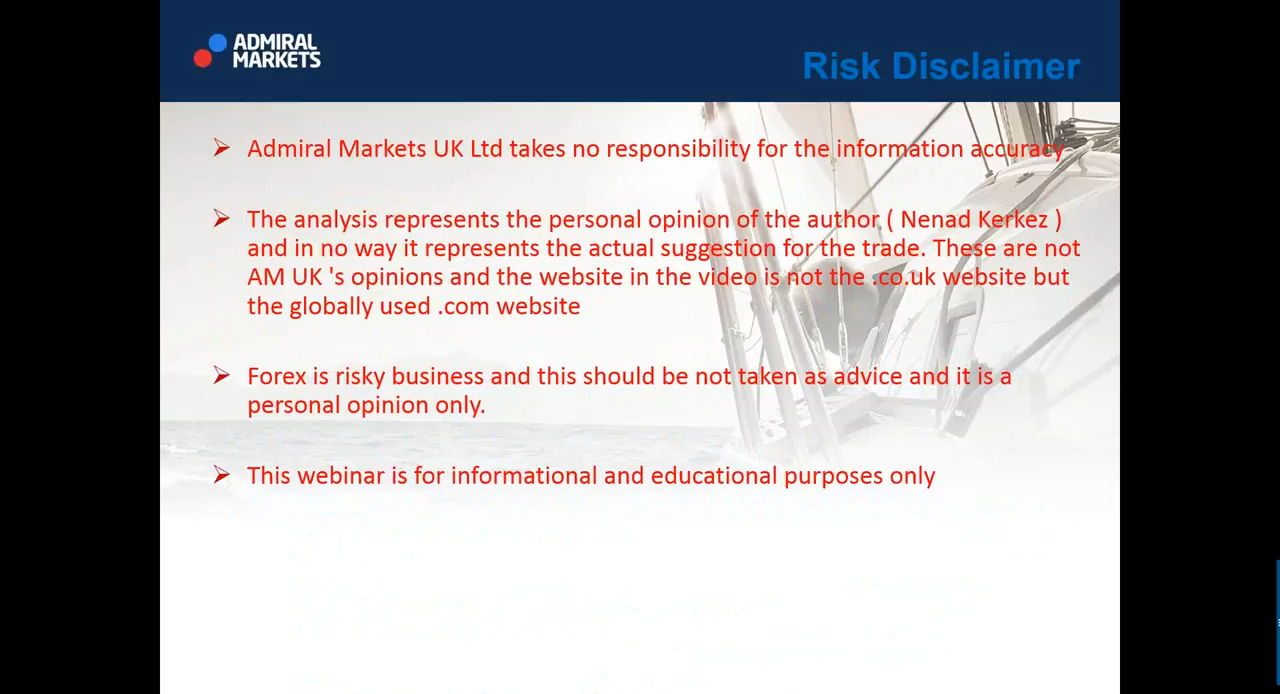 ADMIRAL
MARKETS
Risk Disclaimer
➢ Admiral Markets UK Ltd takes no responsibility for the information accuracy
➢ The analysis represents the personal opinion of the author ( Nenad Kerkez )
and in no way it represents the actual suggestion for the trade. These are not
AM UK 's opinions and the website in the video is not the .co.uk website but
the globally used .com website
➢ Forex is risky business and this should be not taken as advice and it is a
personal opinion only.
➢ This webinar is for informational and educational purposes only